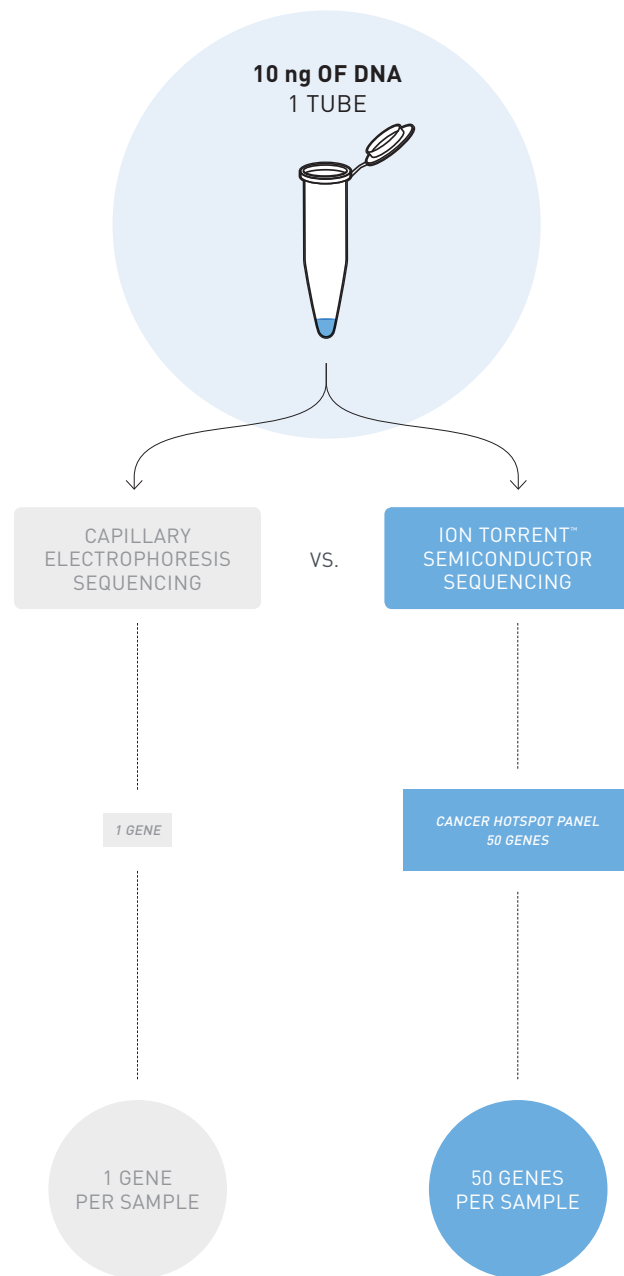 10 ng OF DNA
1 TUBE
CAPILLARY
ELECTROPHORESIS
SEQUENCING
VS.
ION TORRENT™
SEMICONDUCTOR
SEQUENCING
1 GENE
CANCER HOTSPOT PANEL
50 GENES
1 GENE
PER SAMPLE
50 GENES
PER SAMPLE